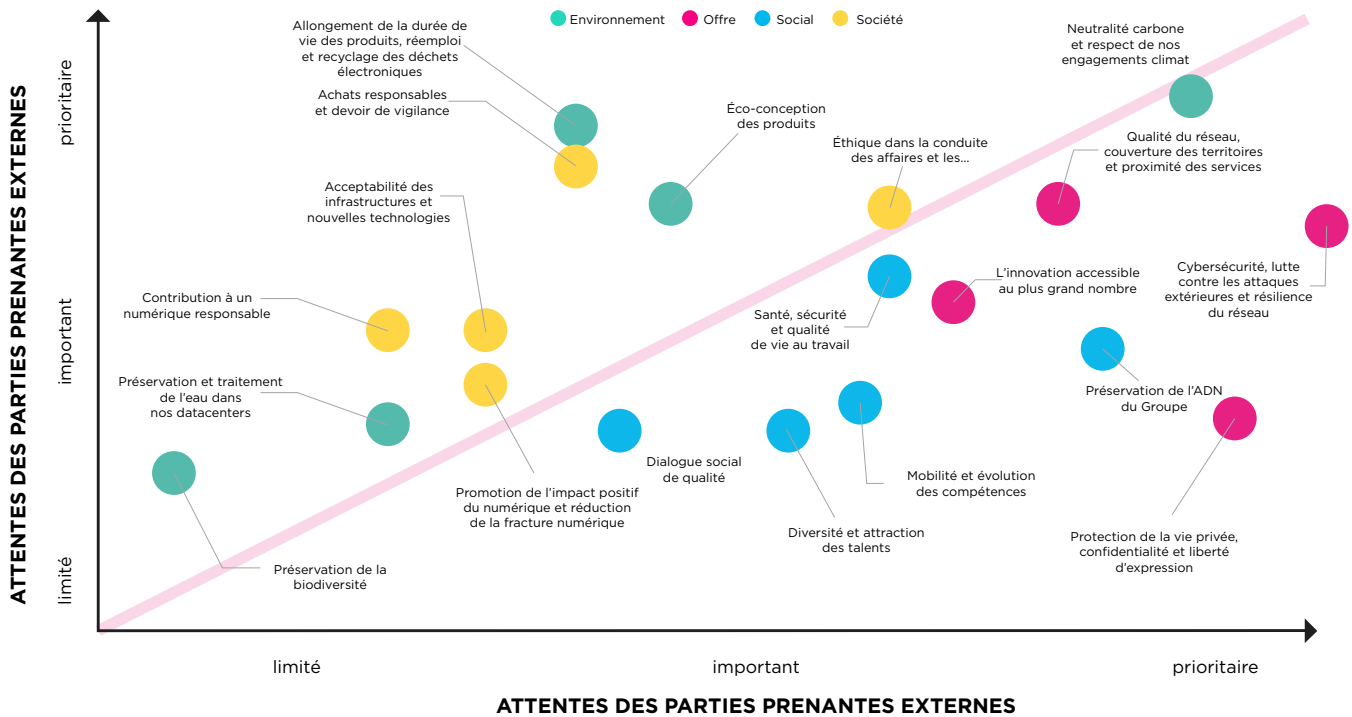 Environnement
Offre
Social
Société
ATTENTES DES PARTIES PRENANTES EXTERNES
prioritaire
important
limité
Allongement de la durée de
vie des produits, réemploi
et recyclage des déchets
électroniques
Achats responsables
et devoir de vigilance
Éco-conception
des produits
Neutralité carbone
et respect de nos
engagements climat
Éthique dans la conduite
des affaires et les...
Qualité du réseau,
couverture des territoires
et proximité des services
Acceptabilité des
infrastructures et
nouvelles technologies
Contribution à un
numérique responsable
Santé, sécurité
et qualité
de vie au travail
L'innovation accessible
au plus grand nombre
Cybersécurité, lutte
contre les attaques
extérieures et résilience
du réseau
Préservation et traitement
de l'eau dans
nos datacenters
Préservation de l'ADN
du Groupe
Dialogue social
de qualité
Mobilité et évolution
des compétences
Promotion de l'impact positif
du numérique et réduction
de la fracture numérique
Diversité et attraction
des talents
Protection de la vie privée,
confidentialité et liberté
d'expression
Préservation de la
biodiversité
limité
important
prioritaire
ATTENTES DES PARTIES PRENANTES EXTERNES